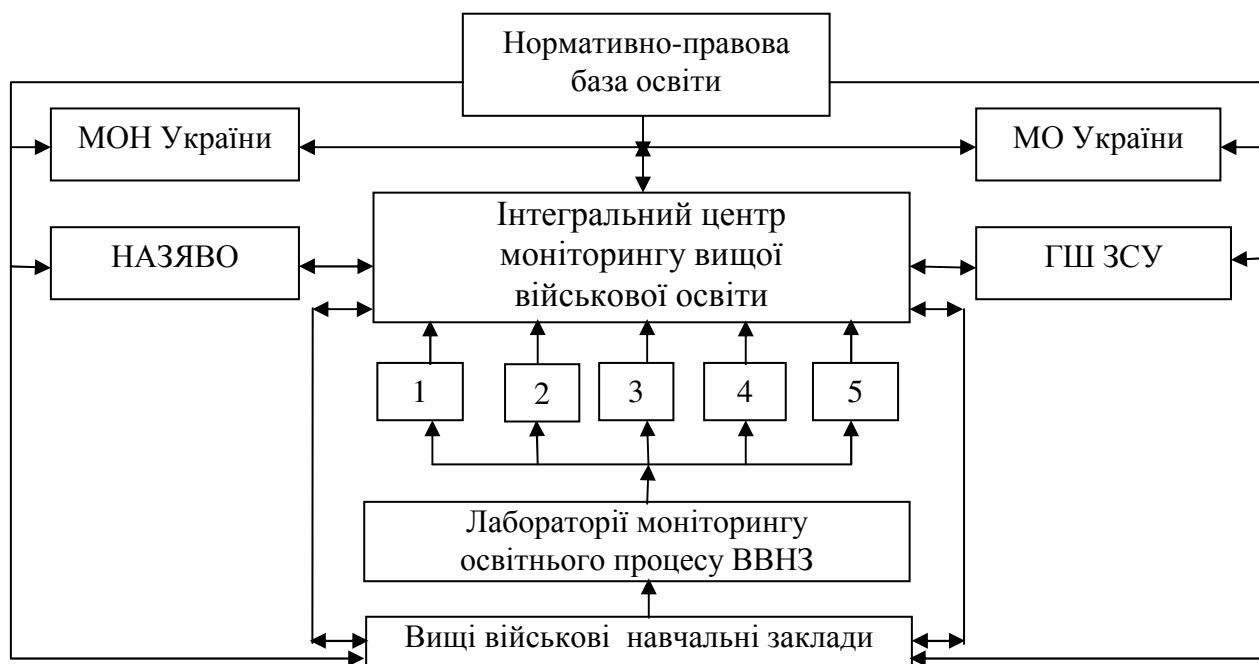 Нормативно-правова
база освіти
МОН України
МО України
Інтегральний центр
моніторингу вищої
військової освіти
НАЗЯВО
ГШ ЗСУ
1
2
3
4
5
Лабораторії моніторингу
освітнього процесу ВВНЗ
Вищі військові навчальні заклади